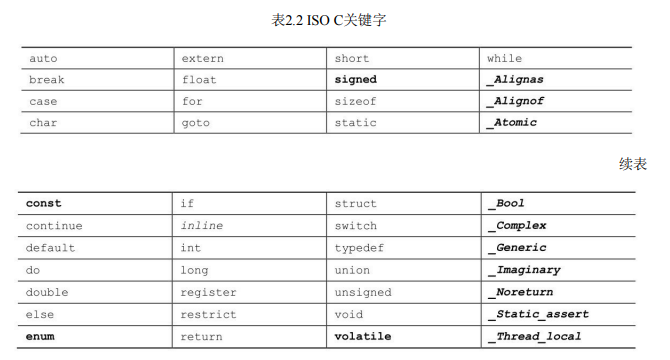 表2.2 ISO C关键字
auto extern short while
break float signed _Alignas
case for sizeof _Alignof
char goto static _Atomic
续表
const if struct _Bool
continue inline switch _Complex
default int typedef _Generic
do long union _Imaginary
double register unsigned _Noreturn
else restrict void _Static_assert
enum return volatile _Thread_local